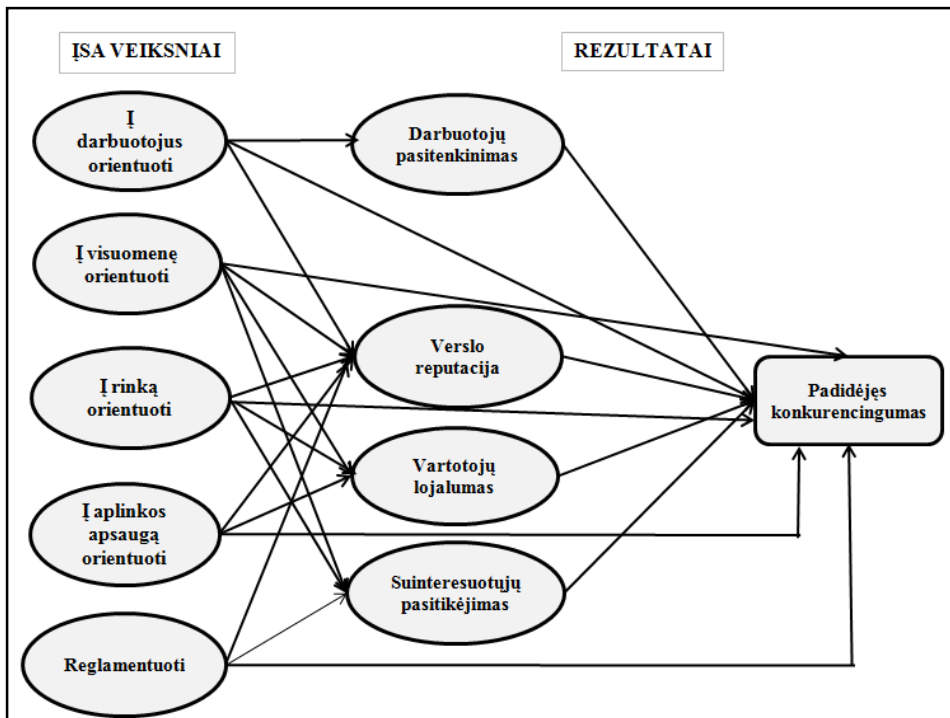 ĮSA VEIKSNIAI
REZULTATAI
Į
darbuotojus
orientuoti
Darbuotojų
pasitenkinimas
Į visuomenę
orientuoti
Verslo
reputacija
Į rinką
orientuoti
Padidėjęs
konkurencingumas
Vartotojų
lojalumas
Į aplinkos
apsaugą
orientuoti
Suinteresuotųjų
pasitikėjimas
Reglamentuoti